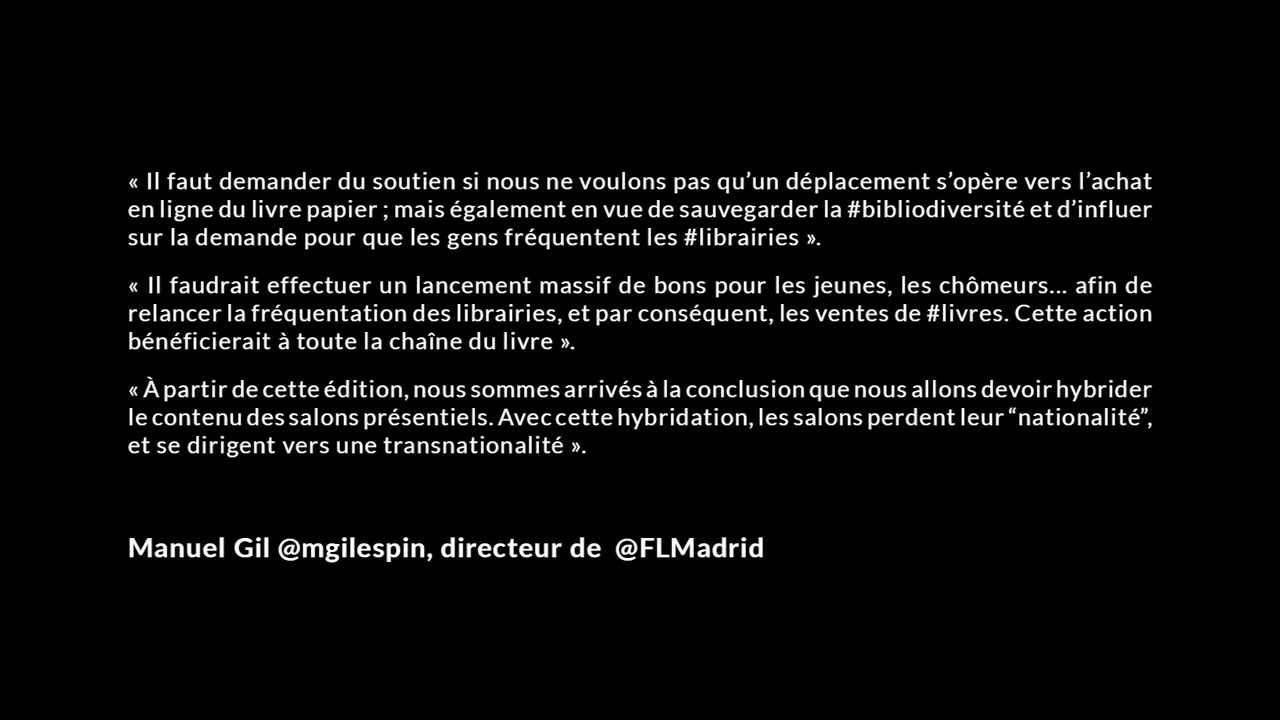 « Il faut demander du soutien si nous ne voulons pas qu’un déplacement s’opère vers l’achat
en ligne du livre papier ; mais également en vue de sauvegarder la #bibliodiversité et d’influer
sur la demande pour que les gens fréquentent les #librairies ».
« Il faudrait effectuer un lancement massif de bons pour les jeunes, les chômeurs... afin de
relancer la fréquentation des librairies, et par conséquent, les ventes de #livres. Cette action
bénéficierait à toute la chaîne du livre ».
« À partir de cette édition, nous sommes arrivés à la conclusion que nous allons devoir hybrider
le contenu des salons présentiels. Avec cette hybridation, les salons perdent leur “nationalité”,
et se dirigent vers une transnationalité ».
Manuel Gil @mgilespin, directeur de @FLMadrid